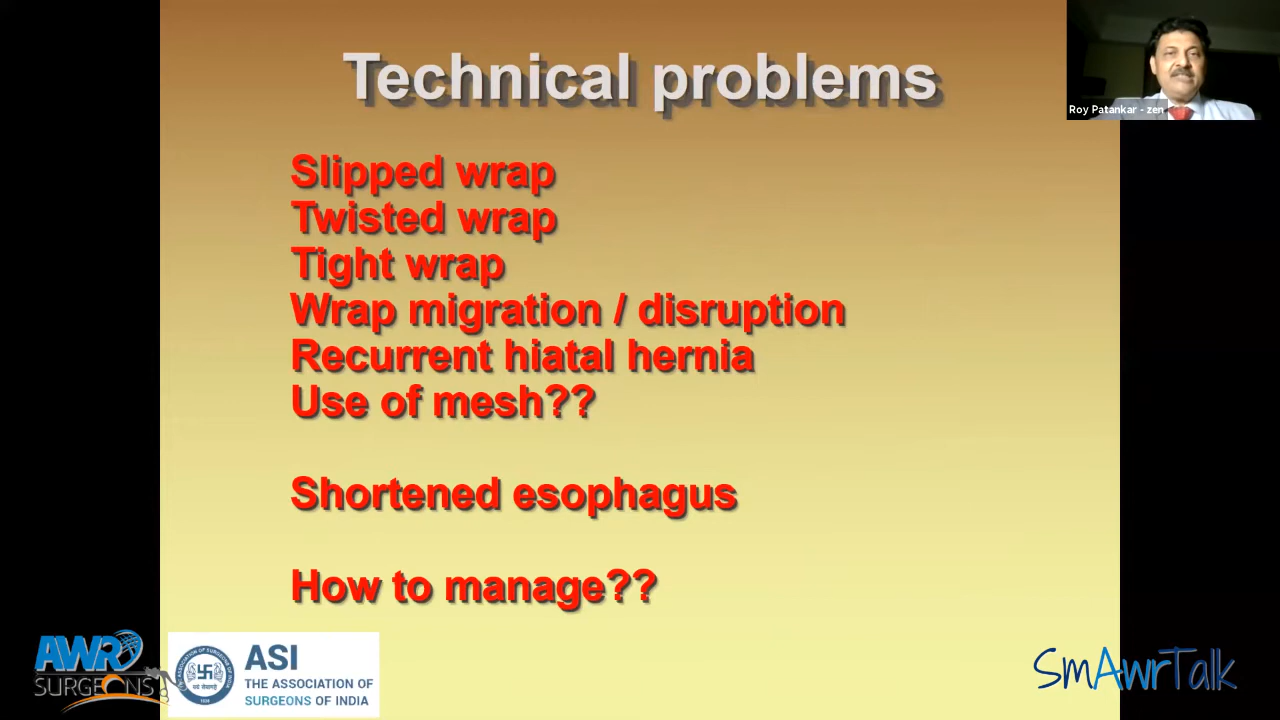 Technical problems
Roy Patankar - zen
Slipped wrap
Twisted wrap
Tight wrap
Wrap migration / disruption
Recurrent hiatal hernia
Use of mesh??
Shortened esophagus
How to manage??
AWR
SURGEONS
ASI
THE ASSOCIATION OF
SURGEONS OF INDIA
SmAwrTalk